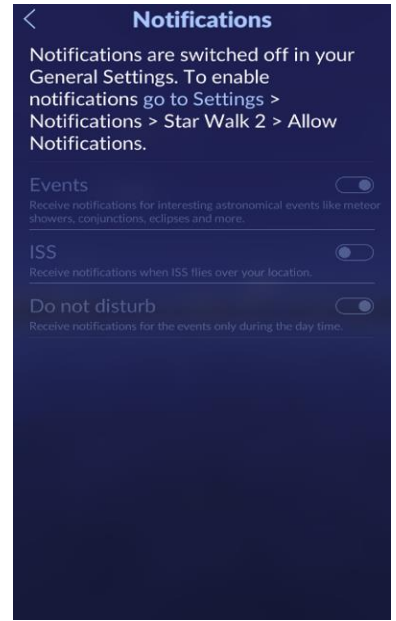 Notifications
Notifications are switched off in your
General Settings. To enable
notifications go to Settings >
Notifications > Star Walk 2 > Allow
Notifications.
Events
Receive notifications for interesting astronomical events like meteor
showers, conjunctions, eclipses and more.
ISS
Receive notifications when ISS flies over your location.
Do not disturb
Receive notifications for the events only during the day time.